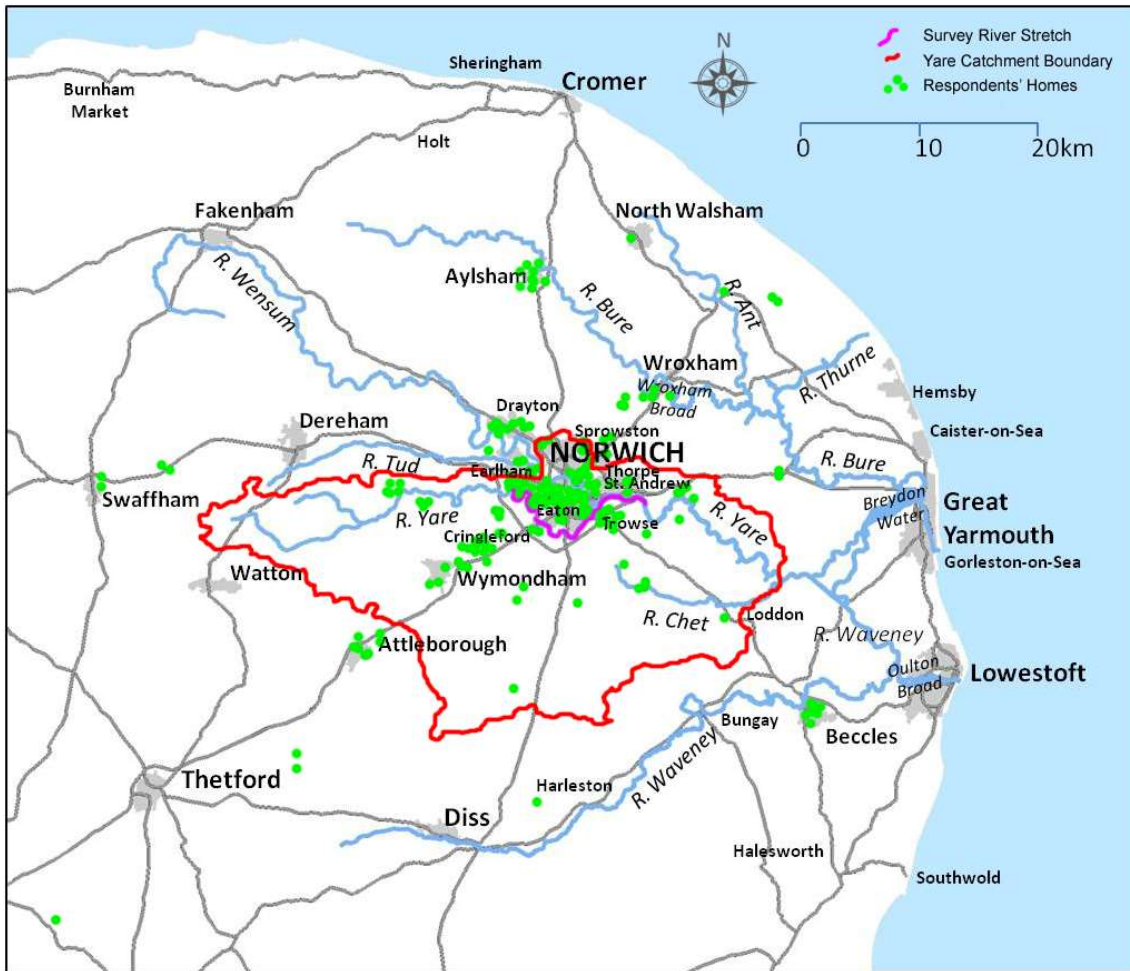 N
Survey River Stretch
Yare Catchment Boundary
Respondents' Homes
0 10 20km
Sheringham
Cromer
Burnham
Market
Holt
Fakenham
North Walsham
Aylsham
R. Wensum
R. Bure
R. Ant
Wroxham
Wroxham
Broad
R. Thurne
Hemsby
Drayton
Dereham
Sprowston
Caister-on-Sea
NORWICH
R. Tud
Earlham
Thorpe
St. Andrew
R. Bure
Swaffham
Breydon
Water
Great
Yarmouth
Eaton
R. Yare
Trowse
R. Yare
Cringleford
Gorleston-on-Sea
Watton
Wymondham
R. Chet
Loddon
R. Waveney
Attleborough
Oulton
Broad
Lowestoft
Bungay
Beccles
Thetford
R. Waveney
Harleston
Diss
Halesworth
Southwold